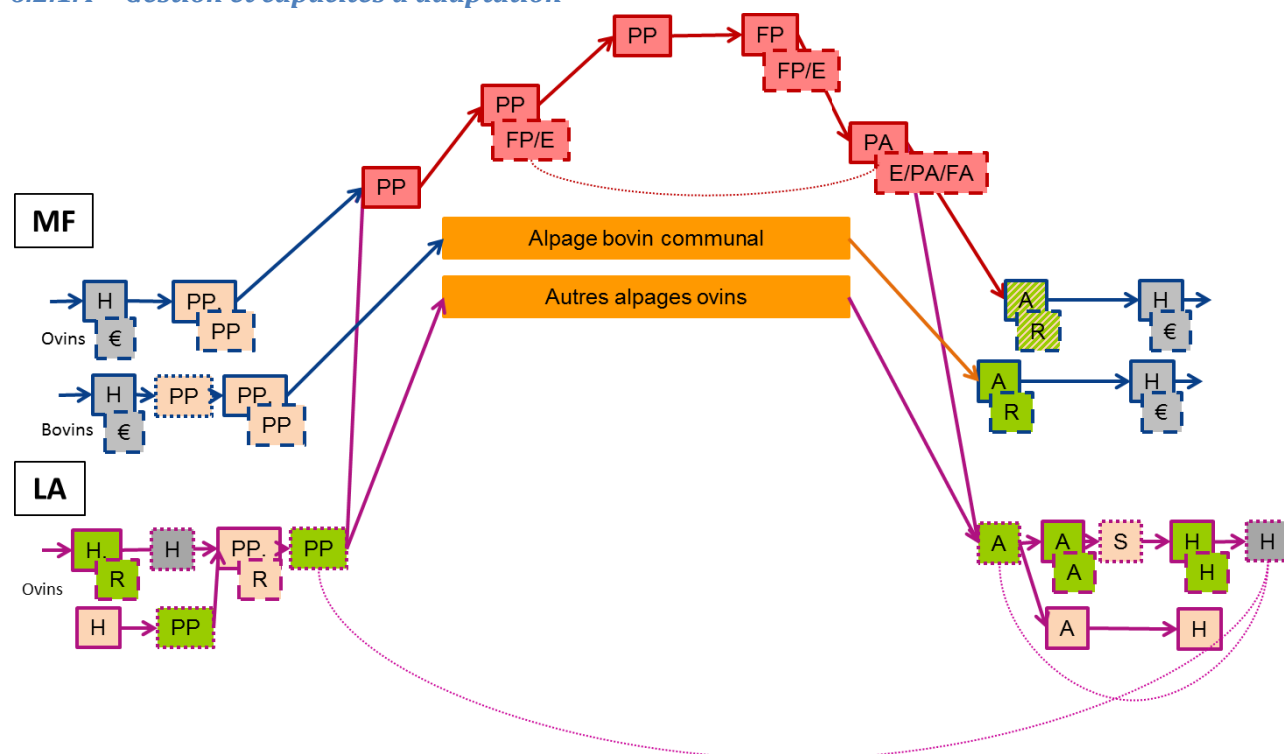 PP FP
PP FP/E
PP
FP/E PA
PP E/PA/FA
MF
Alpage bovin communal
H PP. Autres alpages ovins A H
Ovins € PP R €
H PP PP. A H
Bovins € PP R €
LA
H. H PP. PP A A S H H
Ovins R R A H
H PP A H